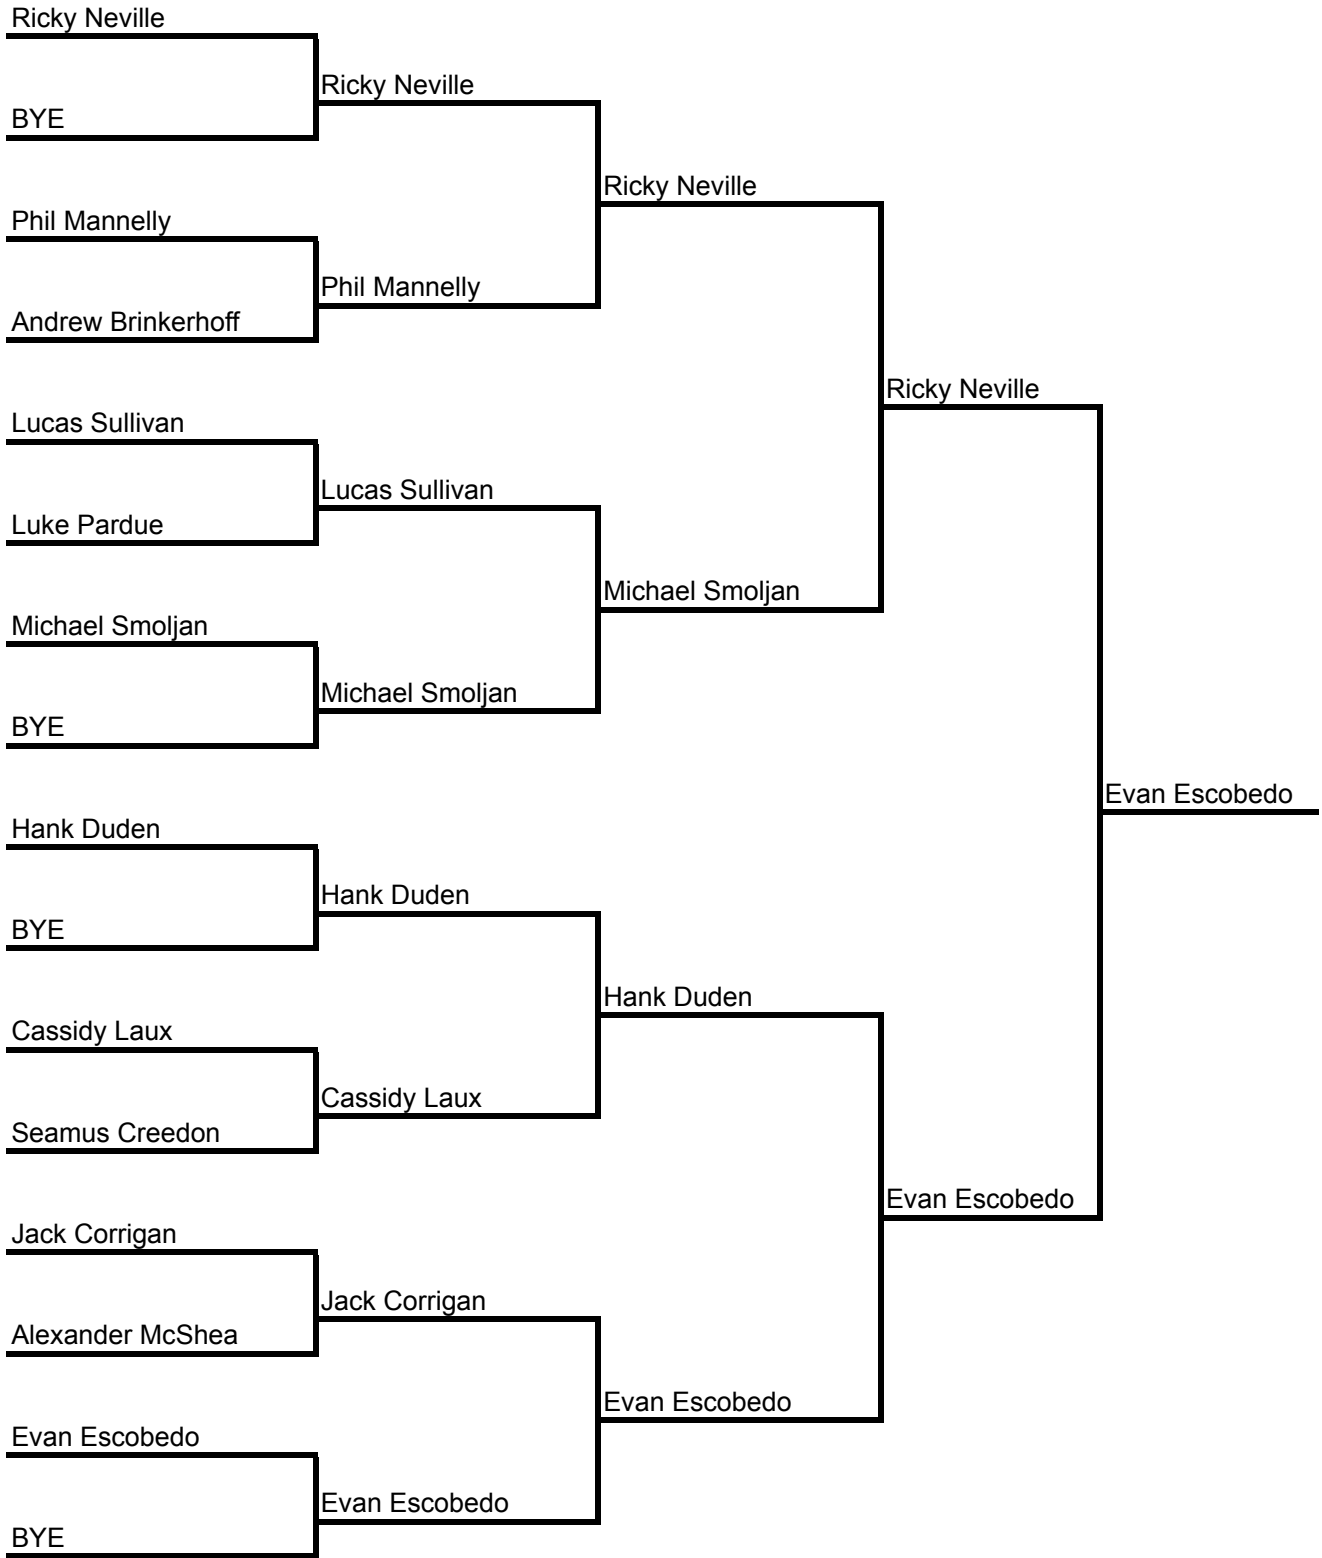 Ricky Neville
BYE
Phil Mannelly
Andrew Brinkerhoff
Lucas Sullivan
Luke Pardue
Michael Smoljan
BYE
Hank Duden
BYE
Cassidy Laux
Seamus Creedon
Jack Corrigan
Alexander McShea
Evan Escobedo
BYE
Ricky Neville
Phil Mannelly
Lucas Sullivan
Michael Smoljan
Hank Duden
Cassidy Laux
Jack Corrigan
Evan Escobedo
Ricky Neville
Michael Smoljan
Hank Duden
Evan Escobedo
Ricky Neville
Evan Escobedo
Evan Escobedo